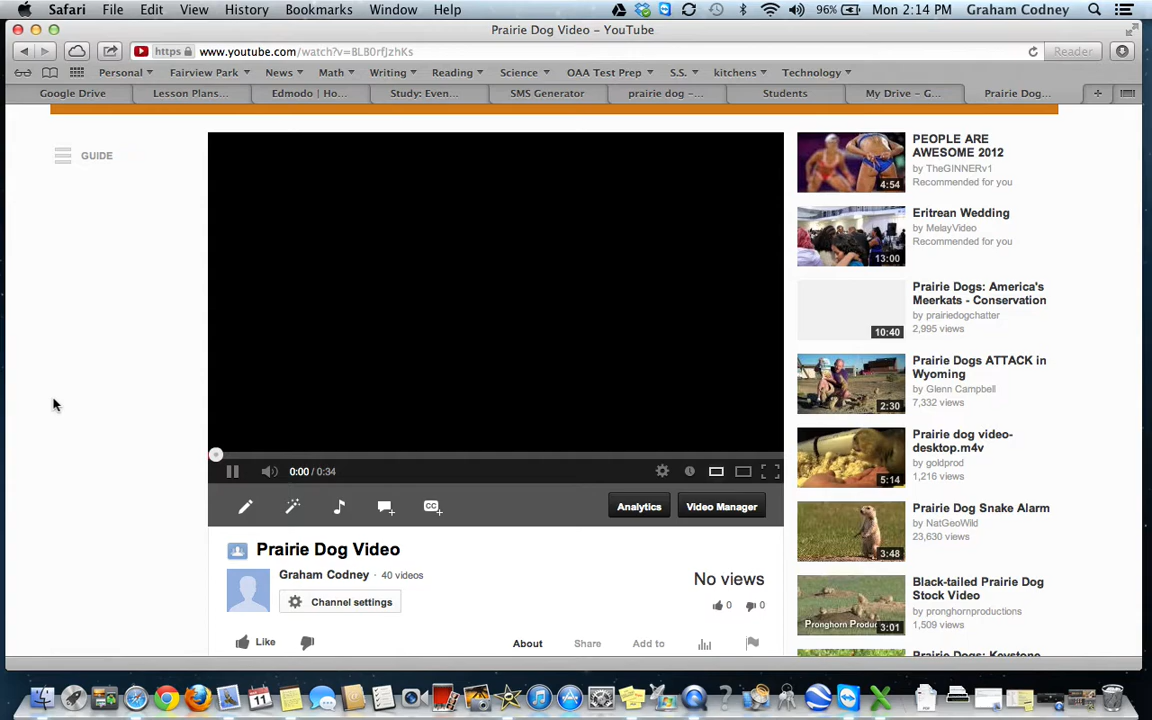 Safari File Edit View History Bookmarks Window Help 96% Mon 2:14 PM Graham Codney
Prairie Dog Video – YouTube
https www.youtube.com/watch?v=BLB0rfJzhKs Reader
Personal Fairview Park News Math Writing Reading Science OAA Test Prep S.S. kitchens Technology
Google Drive Lesson Plans... Edmodo | Ho... Study: Even... SMS Generator prairie dog –... Students My Drive – G... Prairie Dog...
GUIDE
0:00 / 0:34
CC
Analytics Video Manager
Prairie Dog Video
Graham Codney · 40 videos
Channel settings
No views
0 0
Like
About Share Add to
PEOPLE ARE
AWESOME 2012
by TheGINNERv1
Recommended for you
4:54
Eritrean Wedding
by MelayVideo
Recommended for you
13:00
Prairie Dogs: America's
Meerkats - Conservation
by prairiedogchatter
2,995 views
10:40
Prairie Dogs ATTACK in
Wyoming
by Glenn Campbell
7,332 views
2:30
Prairie dog video-
desktop.m4v
by goldprod
1,216 views
5:14
Prairie Dog Snake Alarm
by NatGeoWild
23,630 views
3:48
Black-tailed Prairie Dog
Stock Video
by pronghornproductions
1,509 views
Pronghorn
3:01
Prairie Dogs: Keystone
11